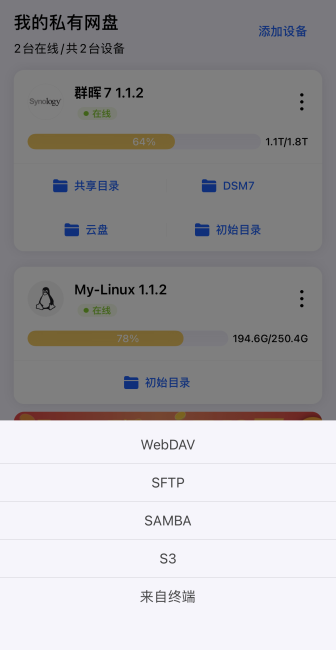 我的私有网盘
添加设备
2台在线/共2台设备
Synology
群晖7 1.1.2
在线
64%
1.1T/1.8T
共享目录
DSM7
云盘
初始目录
My-Linux 1.1.2
在线
78%
194.6G/250.4G
初始目录
WebDAV
SFTP
SAMBA
S3
来自终端